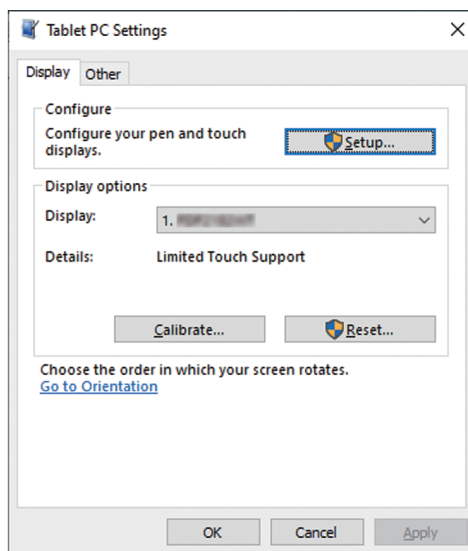 Tablet PC Settings
Display
Other
Configure
Configure your pen and touch
displays.
Setup...
Display options
Display:
1.
Details:
Limited Touch Support
Calibrate...
Reset...
Choose the order in which your screen rotates.
Go to Orientation
OK
Cancel
Apply